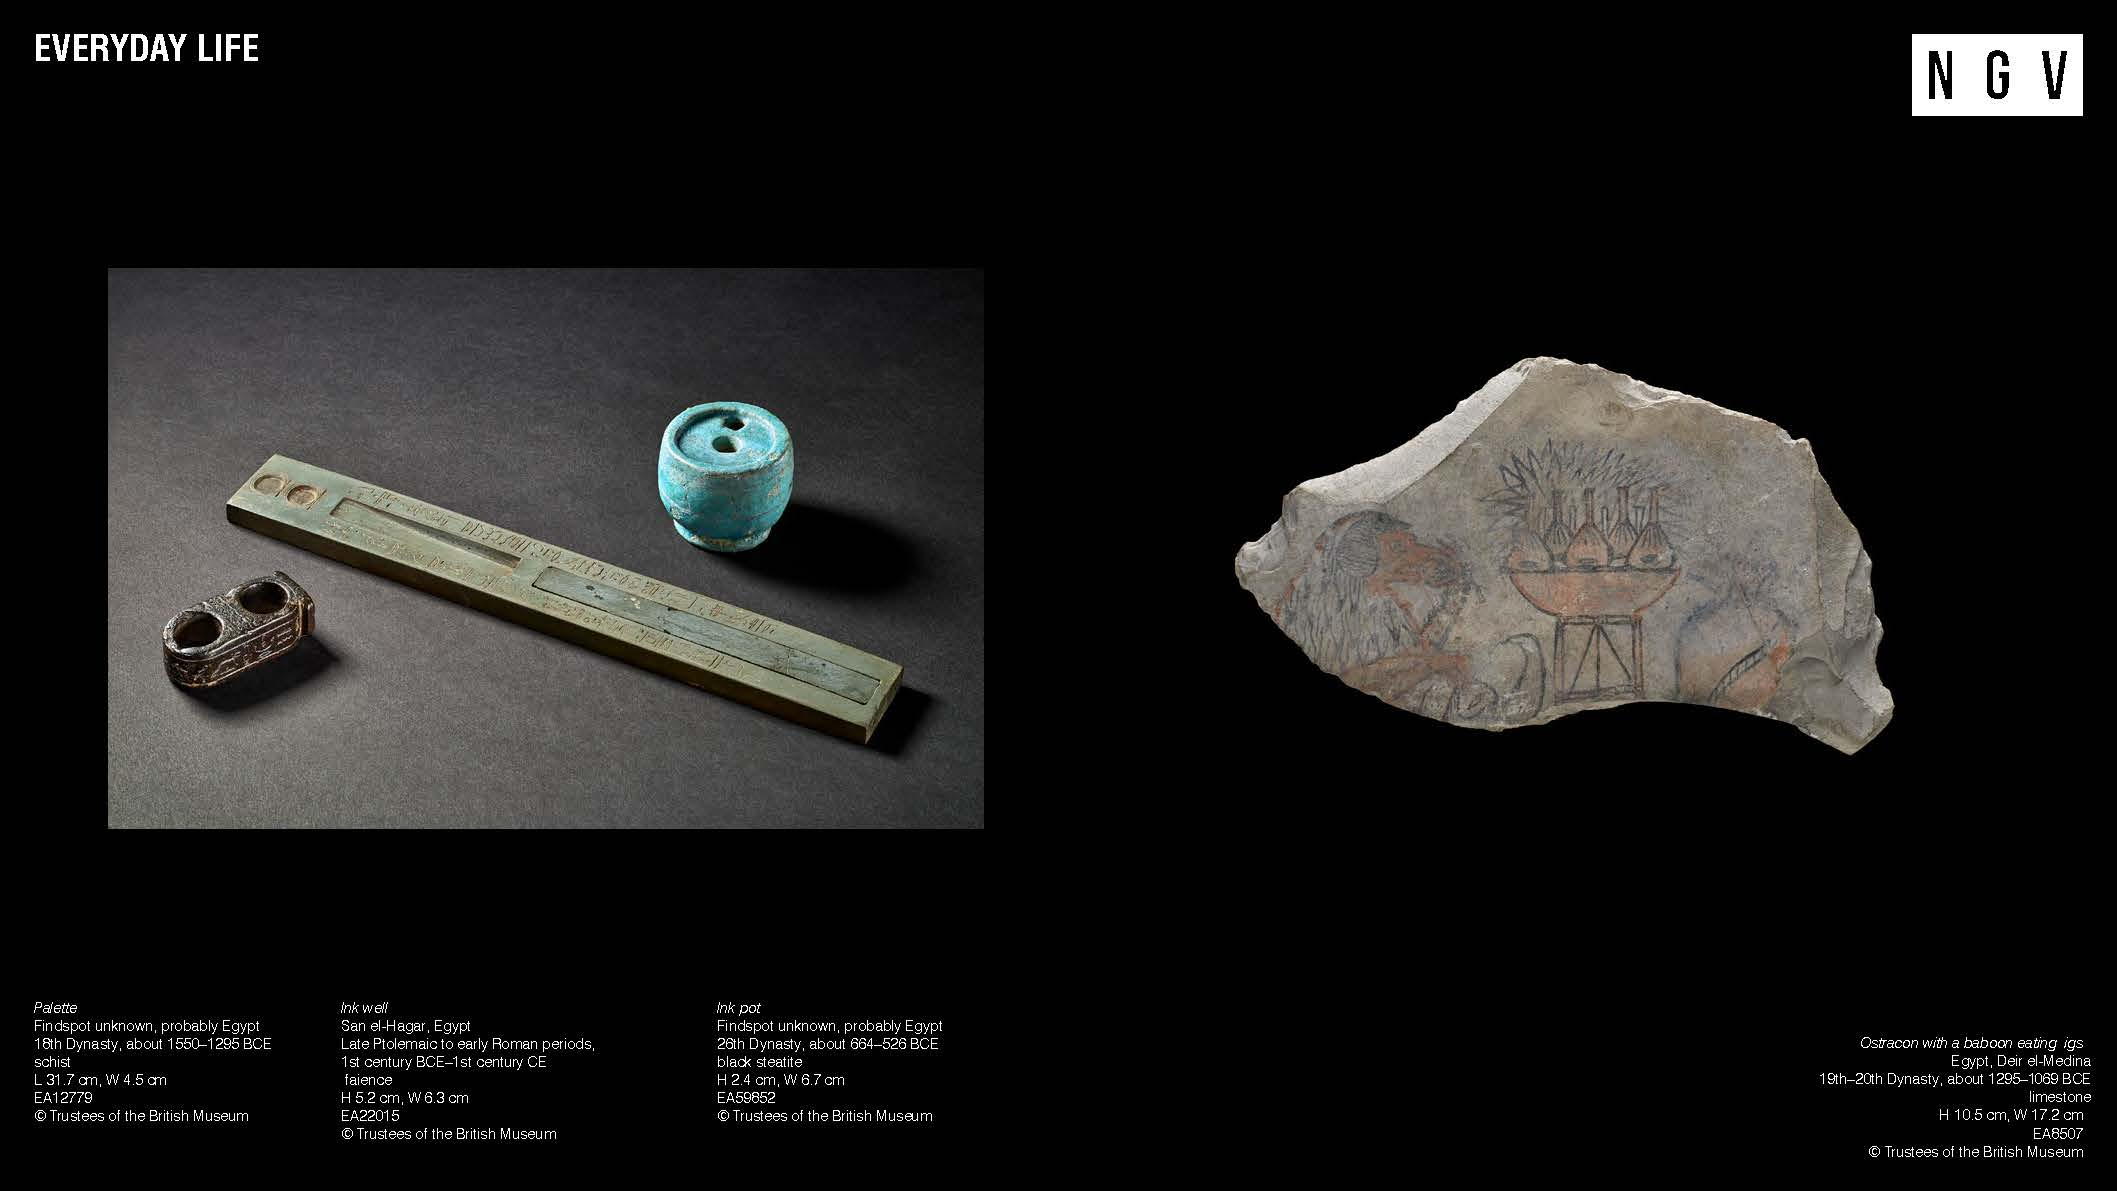 EVERYDAY LIFE
N G V
Palette
Findspot unknown, probably Egypt
18th Dynasty, about 1550–1295 BCE
schist
L 31.7 cm, W 4.5 cm
EA12779
© Trustees of the British Museum
Ink well
San el-Hagar, Egypt
Late Ptolemaic to early Roman periods,
1st century BCE–1st century CE
faience
H 5.2 cm, W 6.3 cm
EA22015
© Trustees of the British Museum
Ink pot
Findspot unknown, probably Egypt
26th Dynasty, about 664–526 BCE
black steatite
H 2.4 cm, W 6.7 cm
EA59852
© Trustees of the British Museum
Ostracon with a baboon eating igs
Egypt, Deir el-Medina
19th–20th Dynasty, about 1295–1069 BCE
limestone
H 10.5 cm, W 17.2 cm
EA8507
© Trustees of the British Museum